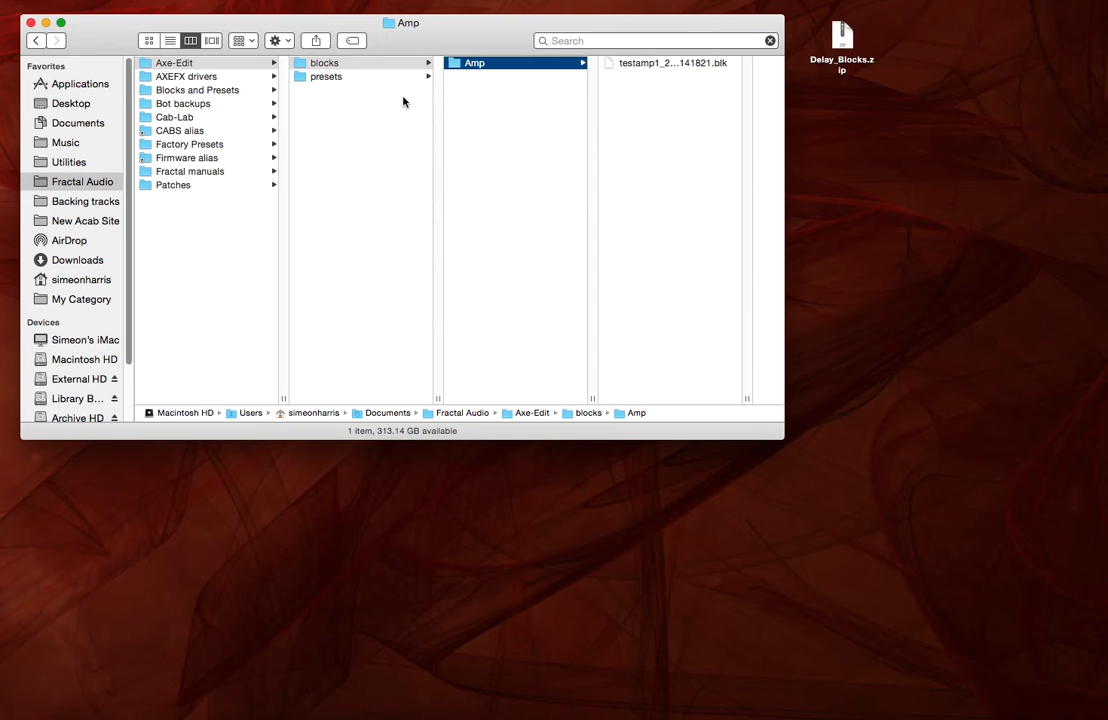 Amp
Search
Favorites
Applications
Desktop
Documents
Music
Utilities
Fractal Audio
Backing tracks
New Acab Site
AirDrop
Downloads
simeonharris
My Category
Devices
Simeon's iMac
Macintosh HD
External HD
Library B...
Archive HD
Axe-Edit
AXEFX drivers
Blocks and Presets
Bot backups
Cab-Lab
CABS alias
Factory Presets
Firmware alias
Fractal manuals
Patches
blocks
presets
Amp
testamp1_2...141821.blk
Macintosh HD Users simeonharris Documents Fractal Audio Axe-Edit blocks Amp
1 item, 313.14 GB available
ZIP
Delay_Blocks.z
ip